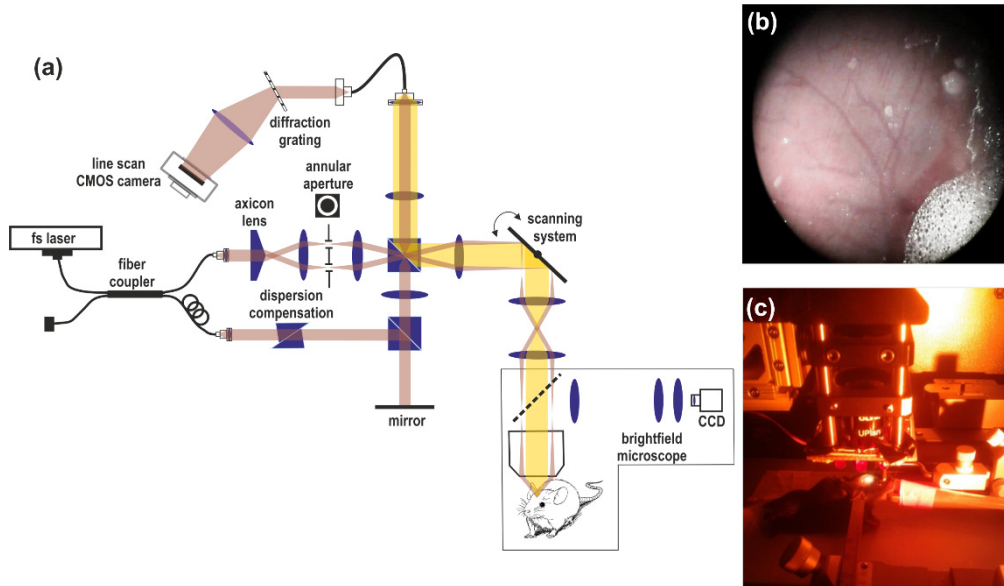 (a)
diffraction
grating
line scan
CMOS camera
annular
aperture
axicon
lens
fs laser
fiber
coupler
dispersion
compensation
scanning
system
mirror
CCD
brightfield
microscope
(b)
(c)